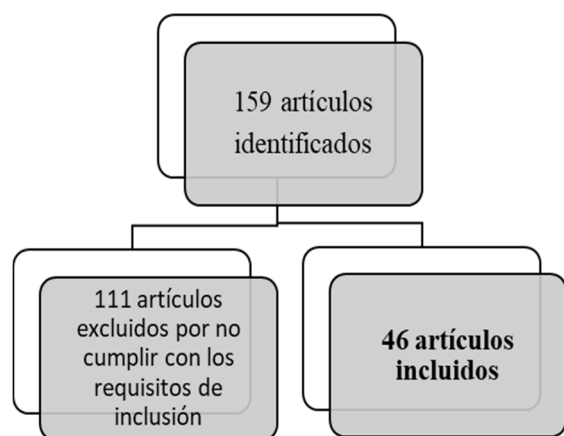 159 artículos
identificados
111 artículos
excluidos por no
cumplir con los
requisitos de
inclusión
46 artículos
incluidos